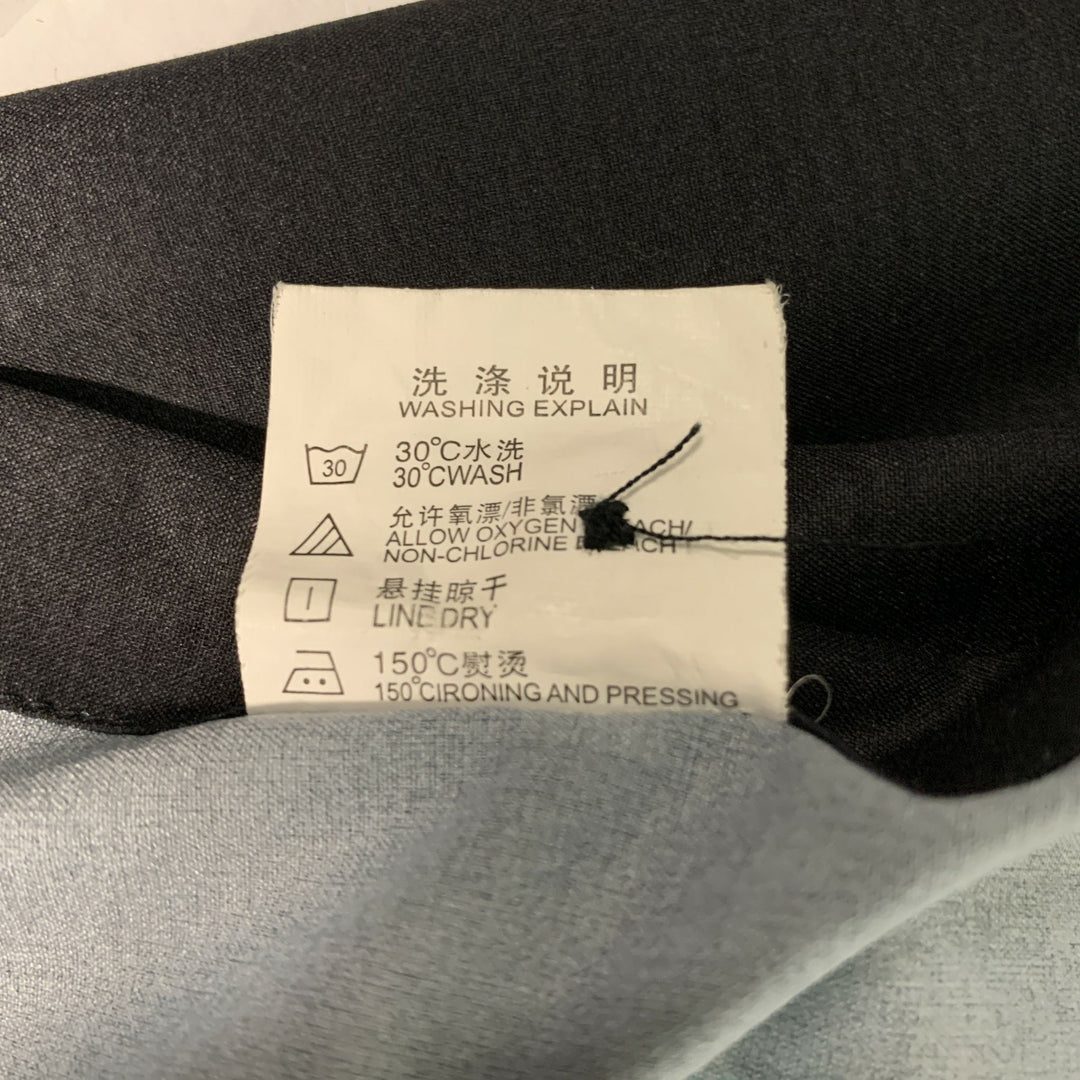 洗涤说明
WASHING EXPLAIN
30
30℃水洗
30℃WASH
允许氧漂/非氯漂
ALLOW OXYGEN
NON-CHLORINE
悬挂晾干
LINE DRY
150℃熨烫
150℃IRONING AND PRESSING